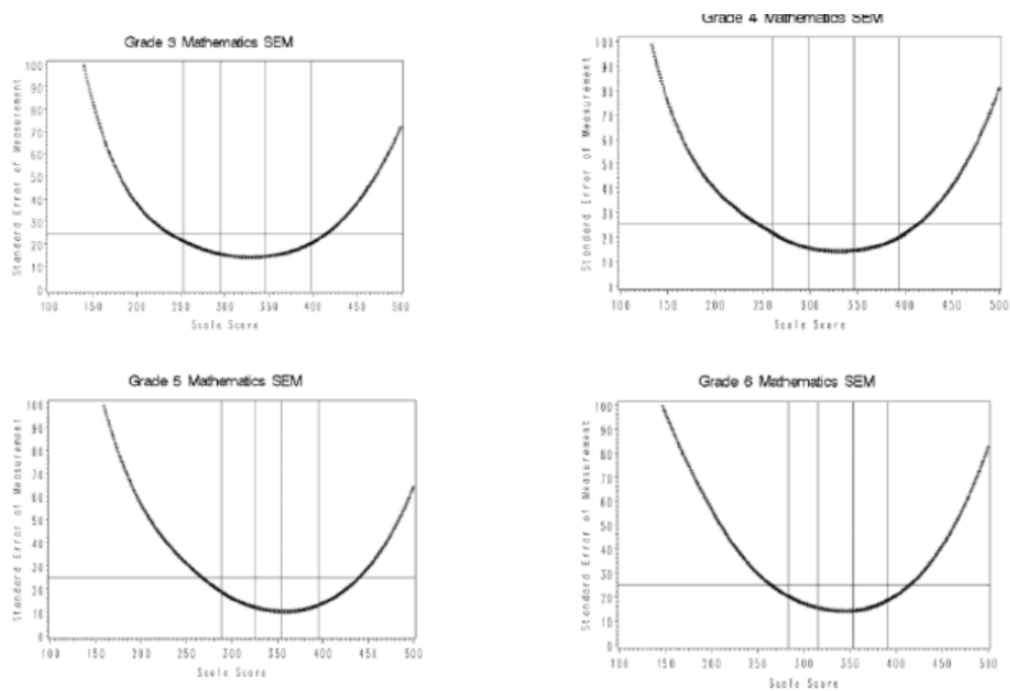 Grade 3 Mathematics SEM
Standard Error of Measurement
100
90
80
70
60
50
40
30
20
10
0
100 150 200 250 300 350 400 450 500
Scale Score
Grade 4 Mathematics SEM
Standard Error of Measurement
100
90
80
70
60
50
40
30
20
10
0
100 150 200 250 300 350 400 450 500
Scale Score
Grade 5 Mathematics SEM
Standard Error of Measurement
100
90
80
70
60
50
40
30
20
10
0
100 150 200 250 300 350 400 450 500
Scale Score
Grade 6 Mathematics SEM
Standard Error of Measurement
100
90
80
70
60
50
40
30
20
10
0
100 150 200 250 300 350 400 450 500
Scale Score